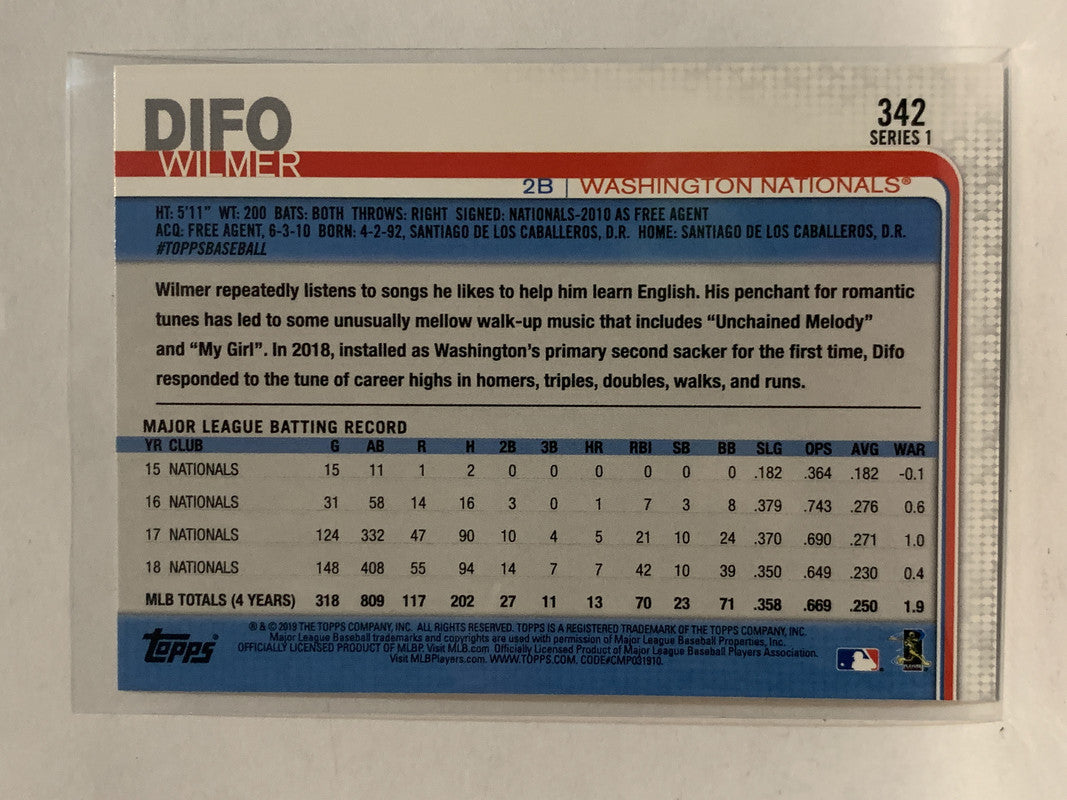 DIFO
WILMER
342
SERIES 1
2B | WASHINGTON NATIONALS®
HT: 5'11" WT: 200 BATS: BOTH THROWS: RIGHT SIGNED: NATIONALS-2010 AS FREE AGENT
ACQ: FREE AGENT, 6-3-10 BORN: 4-2-92, SANTIAGO DE LOS CABALLEROS, D.R. HOME: SANTIAGO DE LOS CABALLEROS, D.R.
#TOPPSBASEBALL
Wilmer repeatedly listens to songs he likes to help him learn English. His penchant for romantic
tunes has led to some unusually mellow walk-up music that includes “Unchained Melody”
and “My Girl”. In 2018, installed as Washington’s primary second sacker for the first time, Difo
responded to the tune of career highs in homers, triples, doubles, walks, and runs.
MAJOR LEAGUE BATTING RECORD
YR CLUB G AB R H 2B 3B HR RBI SB BB SLG OPS AVG WAR
15 NATIONALS 15 11 1 2 0 0 0 0 0 0 .182 .364 .182 -0.1
16 NATIONALS 31 58 14 16 3 0 1 7 3 8 .379 .743 .276 0.6
17 NATIONALS 124 332 47 90 10 4 5 21 10 24 .370 .690 .271 1.0
18 NATIONALS 148 408 55 94 14 7 7 42 10 39 .350 .649 .230 0.4
MLB TOTALS (4 YEARS) 318 809 117 202 27 11 13 70 23 71 .358 .669 .250 1.9
Topps®
® & © 2019 THE TOPPS COMPANY, INC. ALL RIGHTS RESERVED. TOPPS IS A REGISTERED TRADEMARK OF THE TOPPS COMPANY, INC.
Major League Baseball trademarks and copyrights are used with permission of Major League Baseball Properties, Inc.
OFFICIALLY LICENSED PRODUCT OF MLBP. Visit MLB.com Officially Licensed Product of Major League Baseball Players Association.
Visit MLBPlayers.com. WWW.TOPPS.COM. CODE#CMP031910.